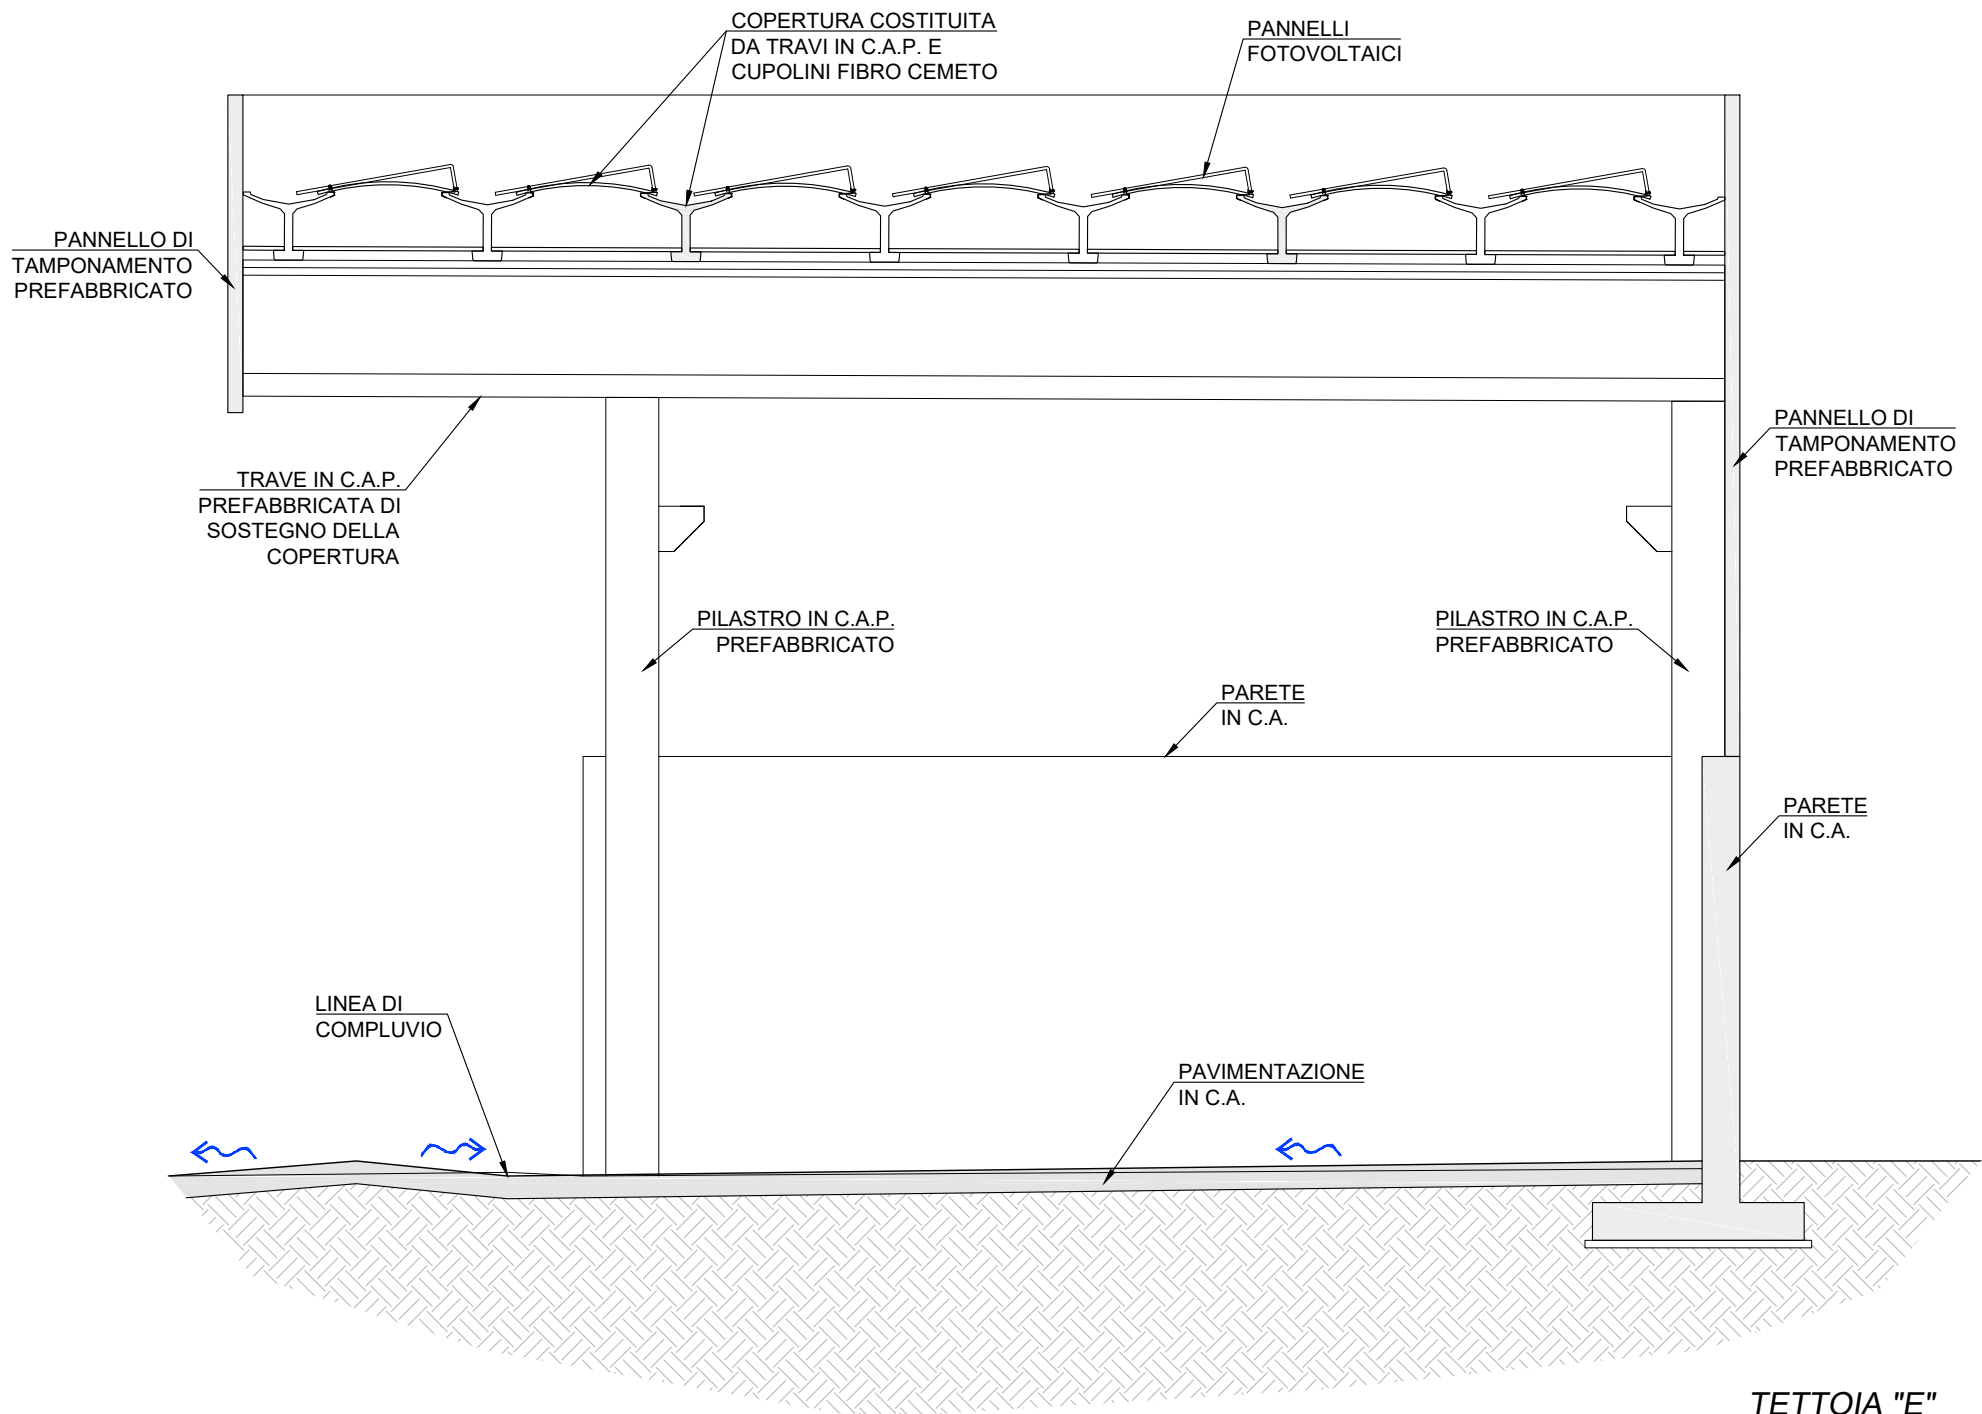 COPERTURA COSTITUITA
DA TRAVI IN C.A.P. E
CUPOLINI FIBRO CEMETO
PANNELLI
FOTOVOLTAICI
PANNELLO DI
TAMPONAMENTO
PREFABBRICATO
PANNELLO DI
TAMPONAMENTO
PREFABBRICATO
TRAVE IN C.A.P.
PREFABBRICATA DI
SOSTEGNO DELLA
COPERTURA
PILASTRO IN C.A.P.
PREFABBRICATO
PILASTRO IN C.A.P.
PREFABBRICATO
PARETE
IN C.A.
PARETE
IN C.A.
LINEA DI
COMPLUVIO
PAVIMENTAZIONE
IN C.A.
TETTOIA "E"